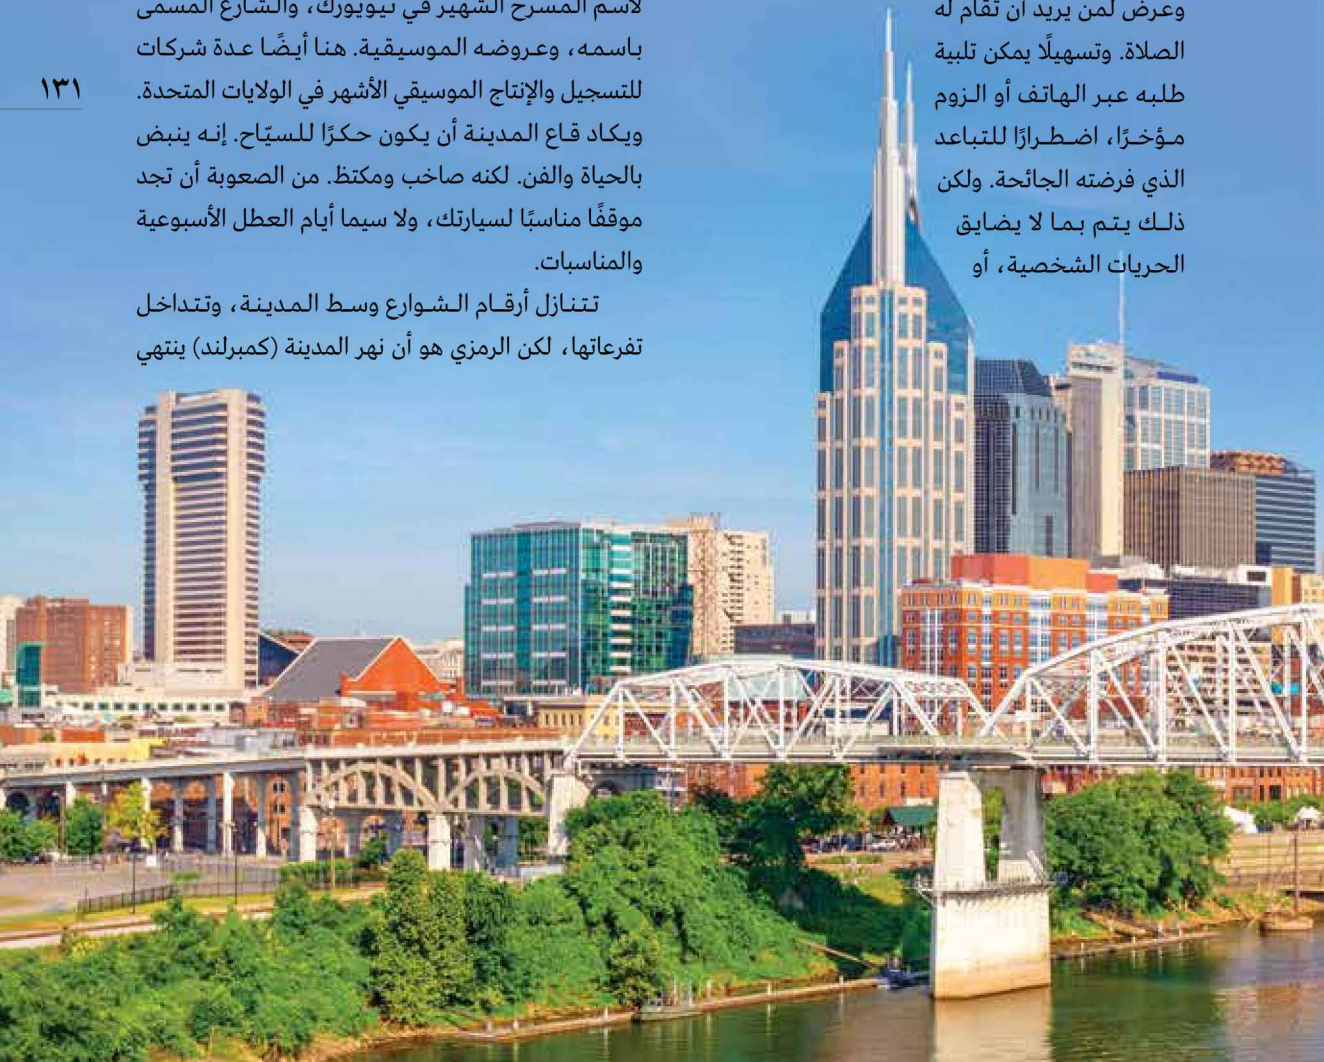 وعرض لمن يريد أن تقام له
الصلاة. وتسهيلًا يمكن تلبية
طلبه عبر الهاتف أو الزوم
مؤخرًا، اضطرارًا للتباعد
الذي فرضته الجائحة. ولكن
ذلك يتم بما لا يضايق
الحريات الشخصية، أو
لاسم المسرح الشهير في نيويورك، والشارع المسمى
باسمه، وعروضه الموسيقية. هنا أيضًا عدة شركات
للتسجيل والإنتاج الموسيقي الأشهر في الولايات المتحدة.
ويكاد قاع المدينة أن يكون حكرًا للسيّاح. إنه ينبض
بالحياة والفن. لكنه صاخب ومكتظ. من الصعوبة أن تجد
موقفًا مناسبًا لسيارتك، ولا سيما أيام العطل الأسبوعية
والمناسبات.
تتنازل أرقام الشوارع وسط المدينة، وتتداخل
تفرعاتها، لكن الرمزي هو أن نهر المدينة (كمبرلند) ينتهي
١٣١